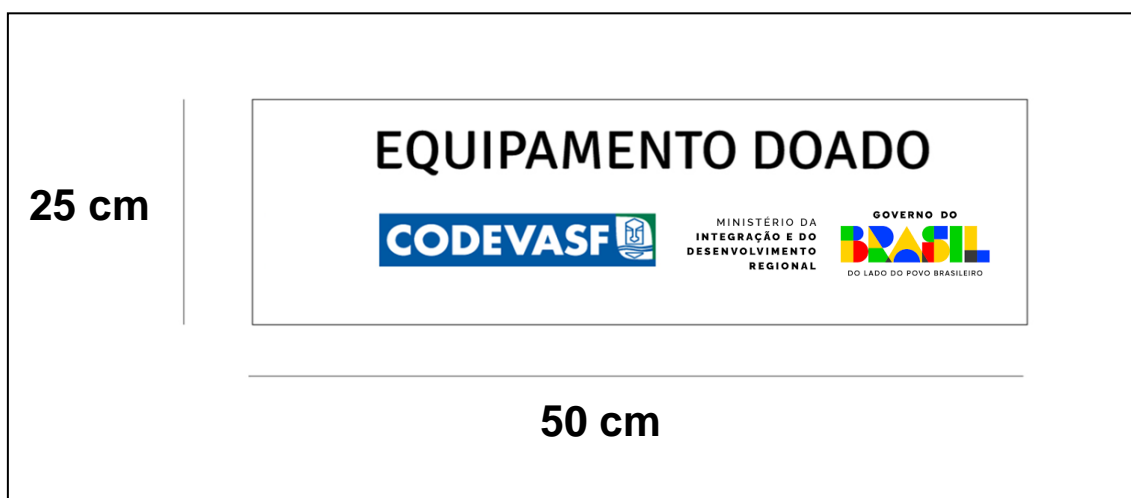 EQUIPAMENTO DOADO
25 cm
CODEVASF
MINISTÉRIO DA
INTEGRAÇÃO E DO
DESENVOLVIMENTO
REGIONAL
GOVERNO DO
BRASIL
DO LADO DO POVO BRASILEIRO
50 cm